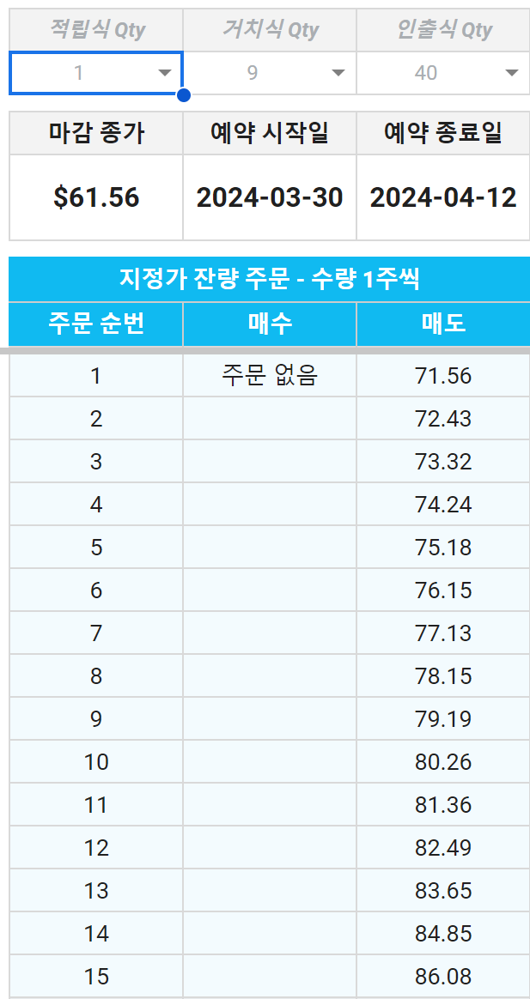 적립식 Qty 거치식 Qty 인출식 Qty
1 9 40
마감 종가 예약 시작일 예약 종료일
$61.56 2024-03-30 2024-04-12
지정가 잔량 주문 - 수량 1주씩
주문 순번 매수 매도
1 주문 없음 71.56
2 72.43
3 73.32
4 74.24
5 75.18
6 76.15
7 77.13
8 78.15
9 79.19
10 80.26
11 81.36
12 82.49
13 83.65
14 84.85
15 86.08